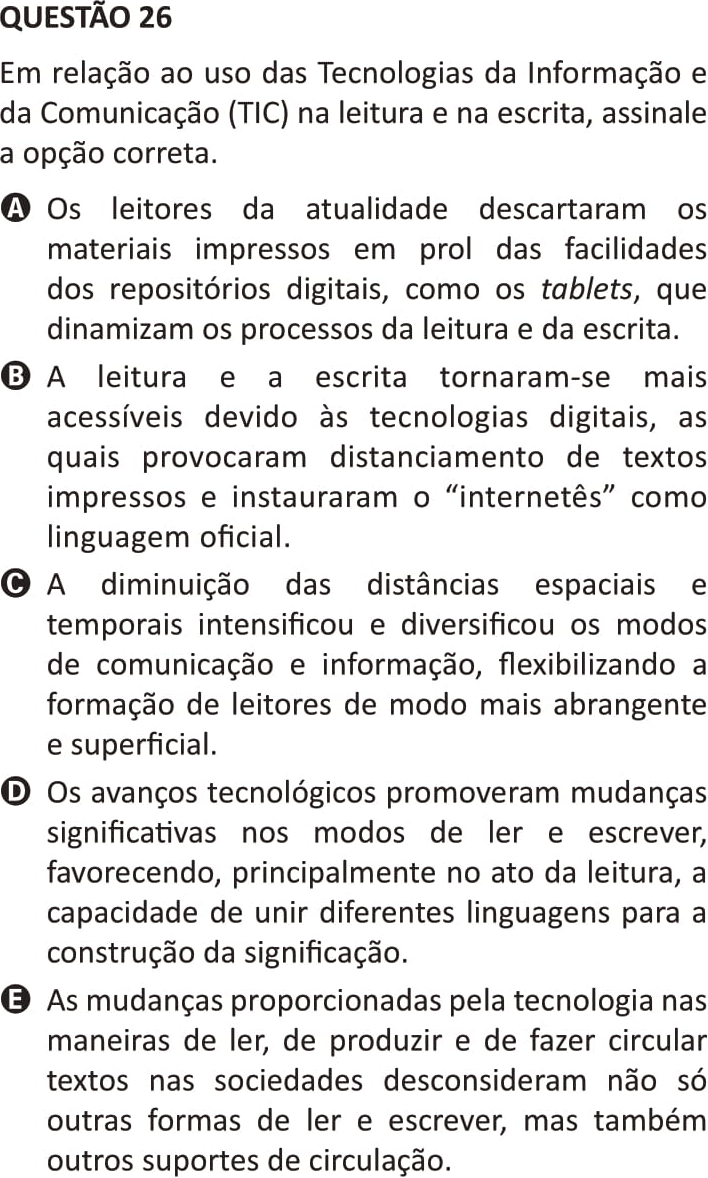 QUESTÃO 26
Em relação ao uso das Tecnologias da Informação e
da Comunicação (TIC) na leitura e na escrita, assinale
a opção correta.
A Os leitores da atualidade descartaram os
materiais impressos em prol das facilidades
dos repositórios digitais, como os tablets, que
dinamizam os processos da leitura e da escrita.
B A leitura e a escrita tornaram-se mais
acessíveis devido às tecnologias digitais, as
quais provocaram distanciamento de textos
impressos e instauraram o “internetês” como
linguagem oficial.
C A diminuição das distâncias espaciais e
temporais intensificou e diversificou os modos
de comunicação e informação, flexibilizando a
formação de leitores de modo mais abrangente
e superficial.
D Os avanços tecnológicos promoveram mudanças
significativas nos modos de ler e escrever,
favorecendo, principalmente no ato da leitura, a
capacidade de unir diferentes linguagens para a
construção da significação.
E As mudanças proporcionadas pela tecnologia nas
maneiras de ler, de produzir e de fazer circular
textos nas sociedades desconsideram não só
outras formas de ler e escrever, mas também
outros suportes de circulação.